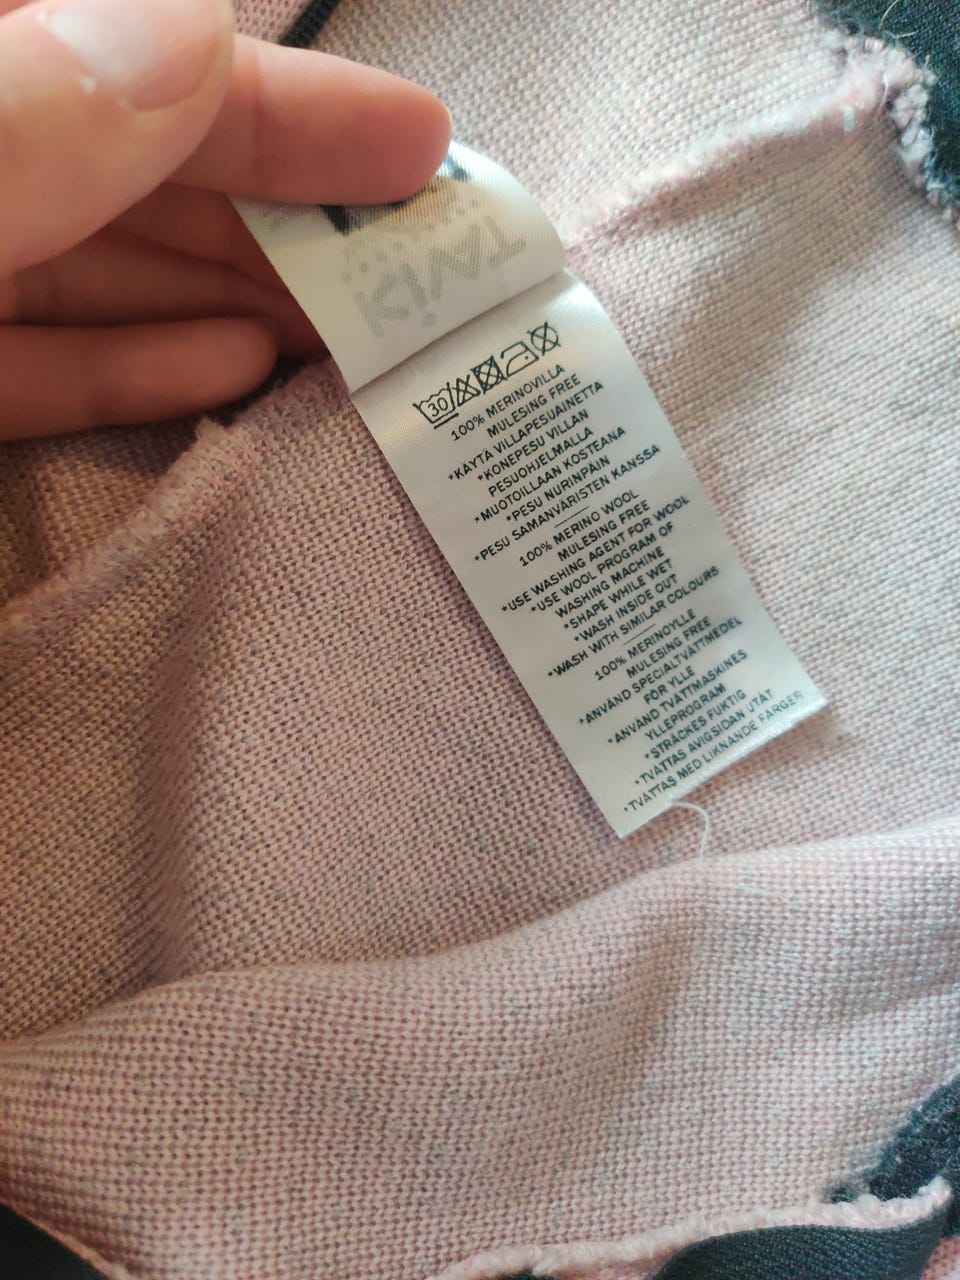 TAVIKI
30
100% MERINOVILLA
MULESING FREE
*KÄYTÄ VILLAPESUAINETTA
*KONEPESU VILLAN
PESUOHJELMALLA
*MUOTOILLAAN KOSTEANA
*PESU NURINPÄIN
*PESU SAMANVÄRISTEN KANSSA
100% MERINO WOOL
MULESING FREE
*USE WASHING AGENT FOR WOOL
*USE WOOL PROGRAM OF
WASHING MACHINE
*SHAPE WHILE WET
*WASH INSIDE OUT
*WASH WITH SIMILAR COLOURS
100% MERINOYLLE
MULESING FREE
*ANVÄND SPECIALTVÄTTMEDEL
FÖR YLLE
*ANVÄND TVÄTTMASKINES
YLLEPROGRAM
*STRÄCKES FUKTIG
*TVÄTTAS AVIGSIDAN UTÅT
*TVÄTTAS MED LIKNANDE FÄRGER